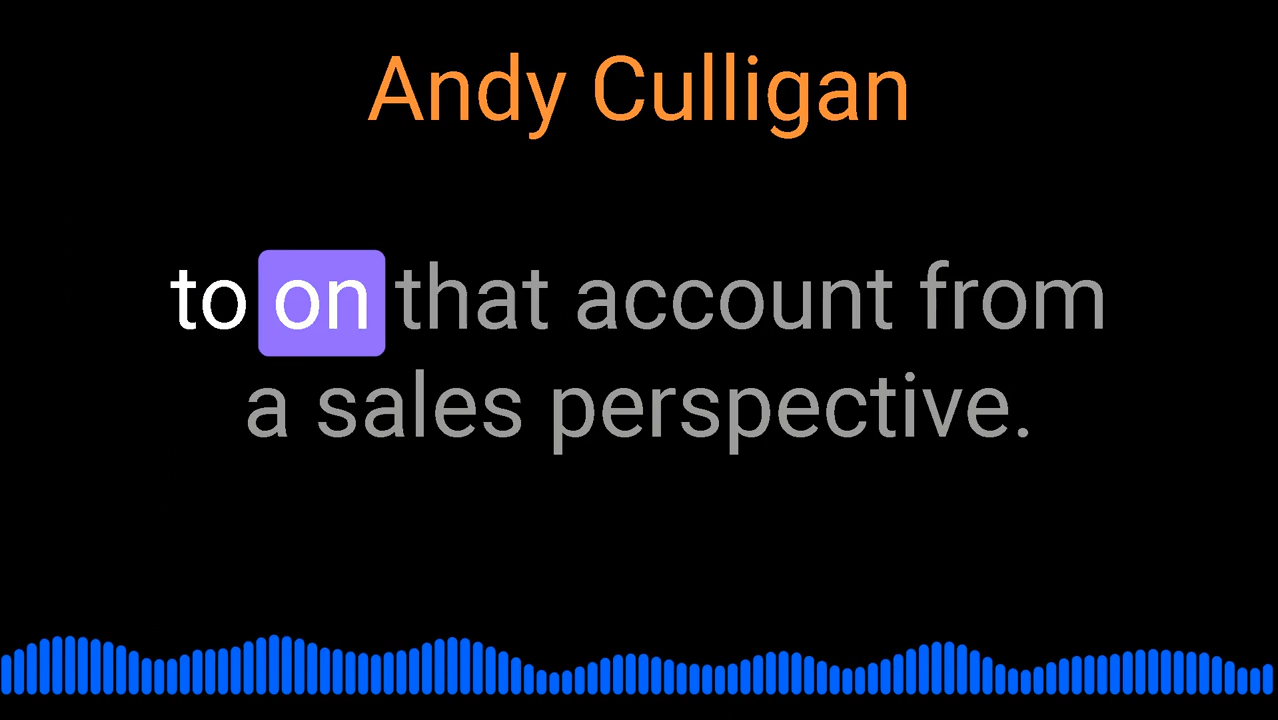 Andy Culligan
to on that account from
a sales perspective.